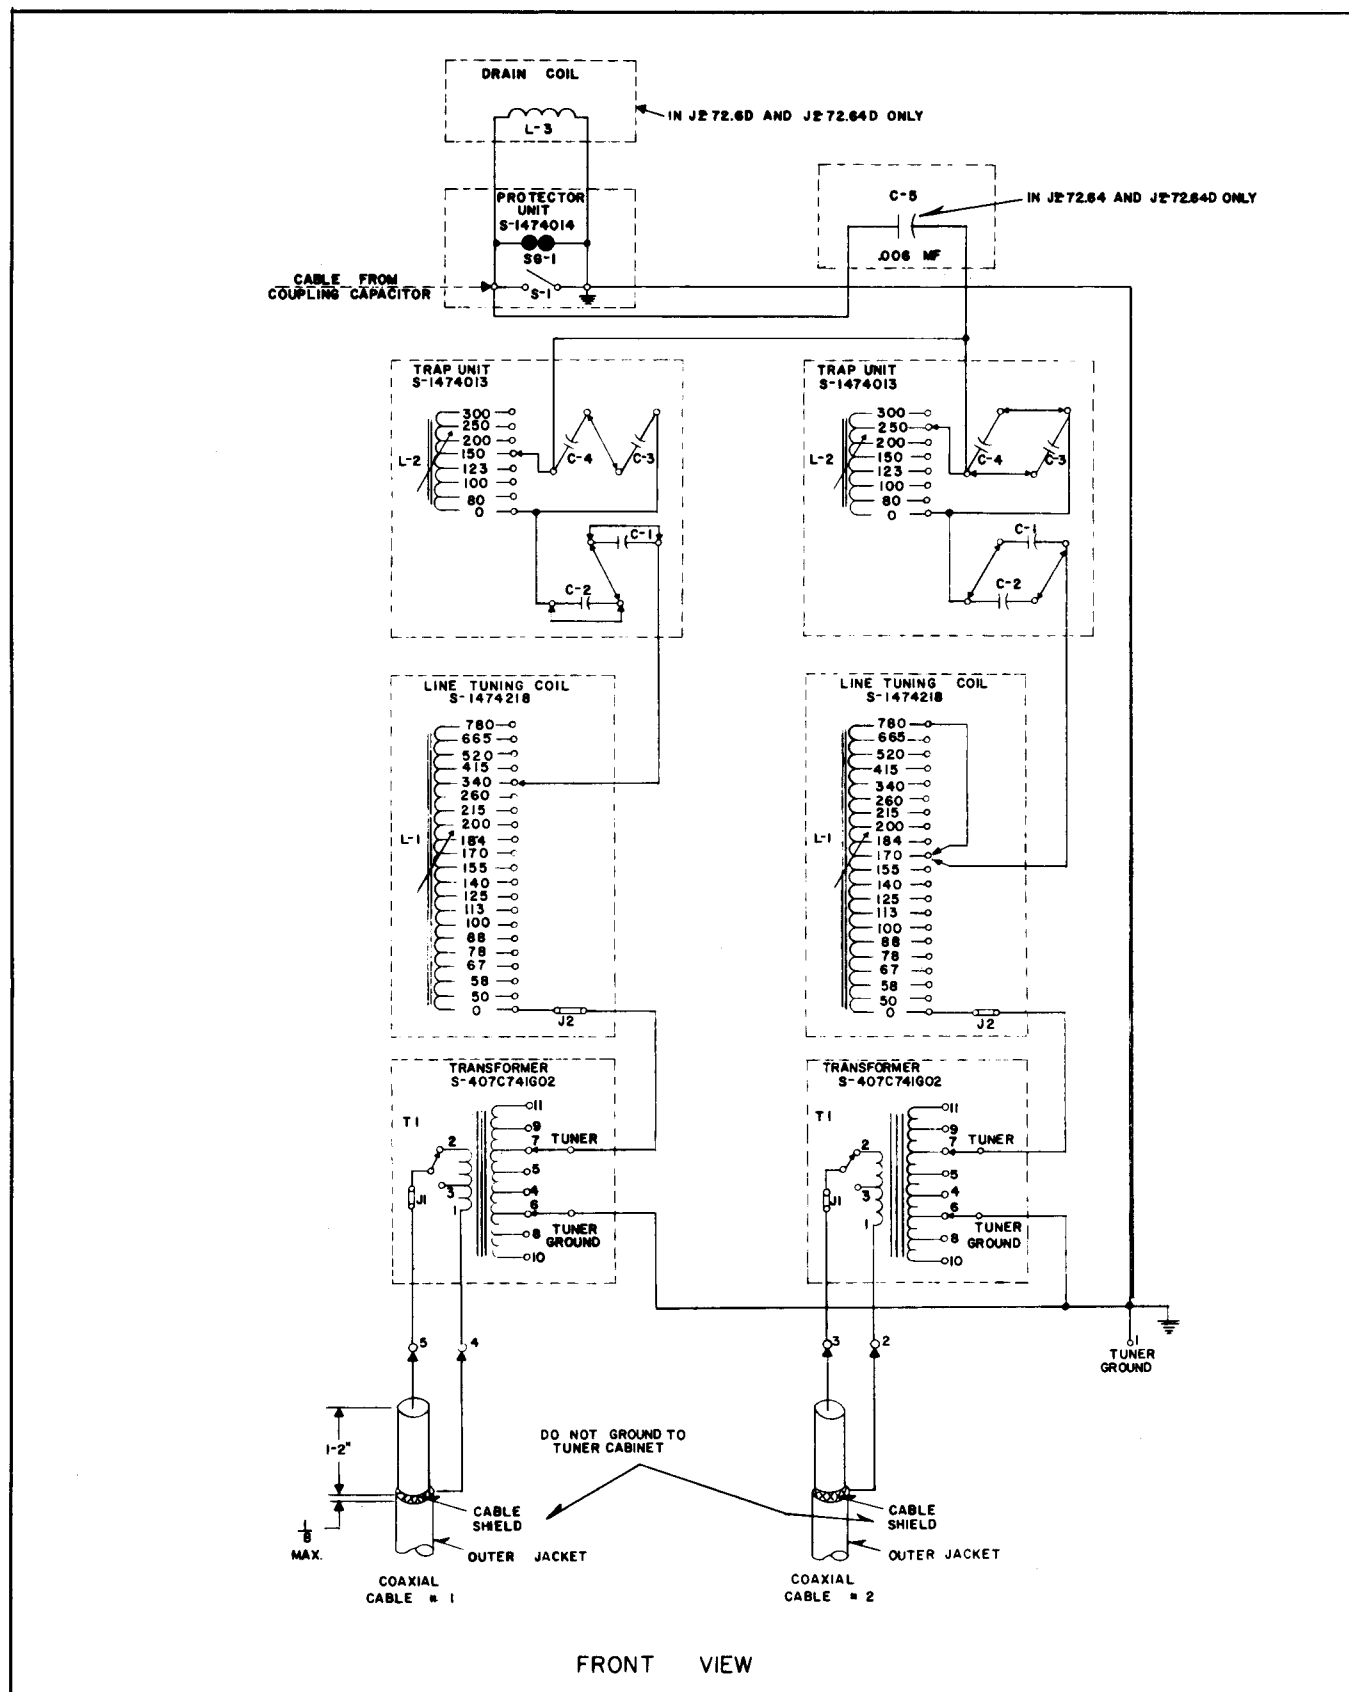 DRAIN COIL
L-3
IN JZ 72.6D AND JZ 72.64D ONLY
PROTECTOR
UNIT
S-1474014
SG-1
S-1
CABLE FROM
COUPLING CAPACITOR
C-5
.006 MF
IN JZ 72.64 AND JZ 72.64D ONLY
TRAP UNIT
S-1474013
300
250
200
150
123
100
80
0
L-2
C-4
C-3
C-1
C-2
TRAP UNIT
S-1474013
300
250
200
150
123
100
80
0
L-2
C-4
C-3
C-1
C-2
LINE TUNING COIL
S-1474218
780
665
520
415
340
260
215
200
184
170
155
140
125
113
100
88
78
67
58
50
0
L-1
J2
LINE TUNING COIL
S-1474218
780
665
520
415
340
260
215
200
184
170
155
140
125
113
100
88
78
67
58
50
0
L-1
J2
TRANSFORMER
S-407C741G02
T1
2
3
1
J1
11
9
7
5
4
6
8
10
TUNER
TUNER
GROUND
TRANSFORMER
S-407C741G02
T1
2
3
1
J1
11
9
7
5
4
6
8
10
TUNER
TUNER
GROUND
5
4
3
2
1
TUNER
GROUND
1-2"
1/8
MAX.
DO NOT GROUND TO
TUNER CABINET
CABLE
SHIELD
OUTER JACKET
COAXIAL
CABLE # 1
CABLE
SHIELD
OUTER JACKET
COAXIAL
CABLE # 2
FRONT VIEW